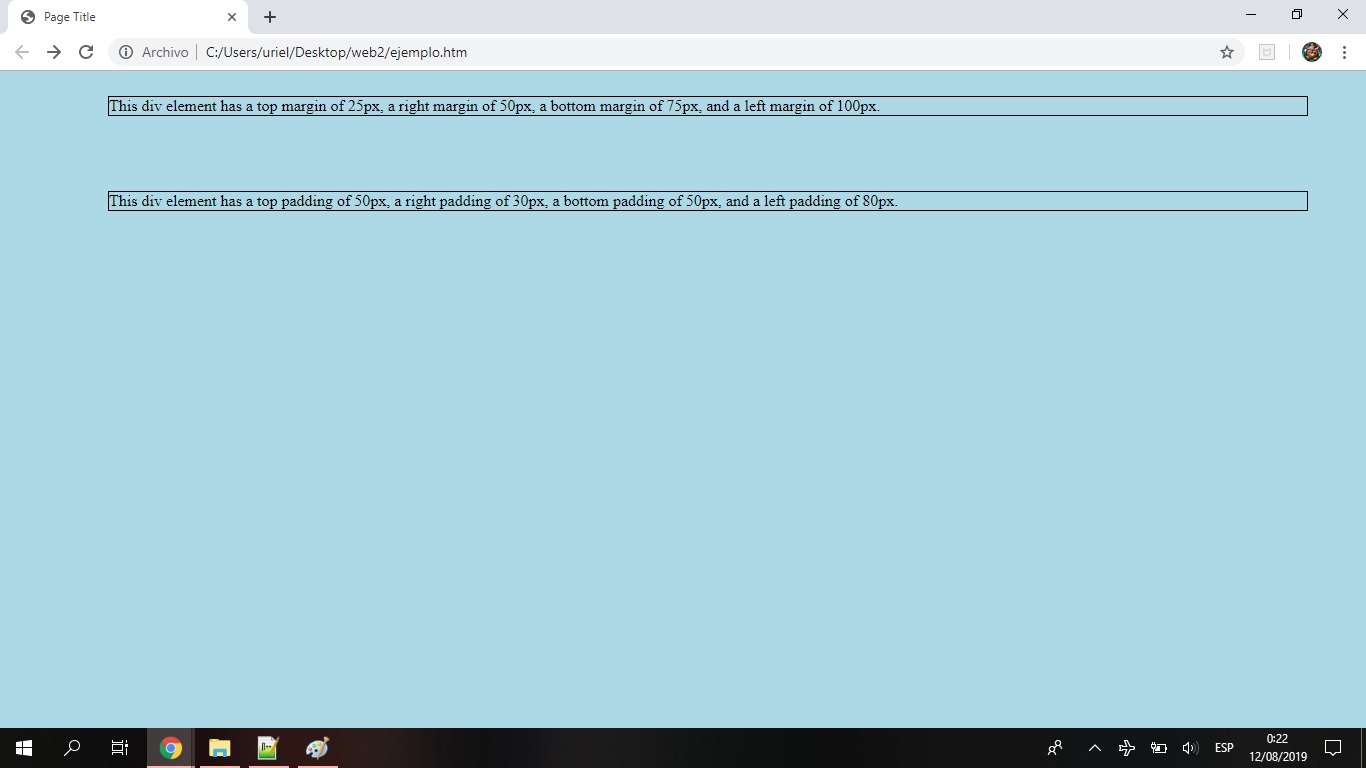 Page Title
Archivo
C:/Users/uriel/Desktop/web2/ejemplo.htm
This div element has a top margin of 25px, a right margin of 50px, a bottom margin of 75px, and a left margin of 100px.
This div element has a top padding of 50px, a right padding of 30px, a bottom padding of 50px, and a left padding of 80px.
ESP
0:22
12/08/2019